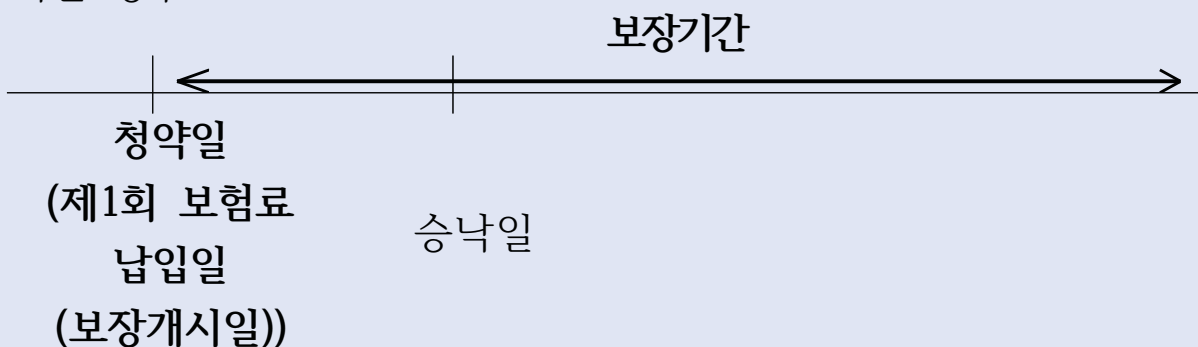 보장기간
청약일
(제1회 보험료
납입일
(보장개시일))
승낙일